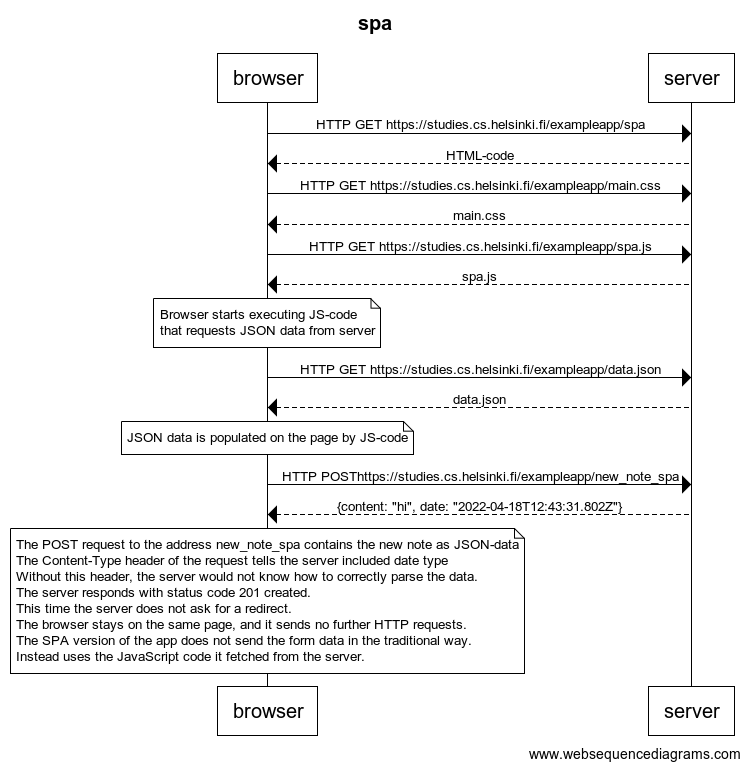 spa
browser
server
HTTP GET https://studies.cs.helsinki.fi/exampleapp/spa
HTML-code
HTTP GET https://studies.cs.helsinki.fi/exampleapp/main.css
main.css
HTTP GET https://studies.cs.helsinki.fi/exampleapp/spa.js
spa.js
Browser starts executing JS-code
that requests JSON data from server
HTTP GET https://studies.cs.helsinki.fi/exampleapp/data.json
data.json
JSON data is populated on the page by JS-code
HTTP POSThttps://studies.cs.helsinki.fi/exampleapp/new_note_spa
{content: "hi", date: "2022-04-18T12:43:31.802Z"}
The POST request to the address new_note_spa contains the new note as JSON-data
The Content-Type header of the request tells the server included date type
Without this header, the server would not know how to correctly parse the data.
The server responds with status code 201 created.
This time the server does not ask for a redirect.
The browser stays on the same page, and it sends no further HTTP requests.
The SPA version of the app does not send the form data in the traditional way.
Instead uses the JavaScript code it fetched from the server.
browser
server
www.websequencediagrams.com